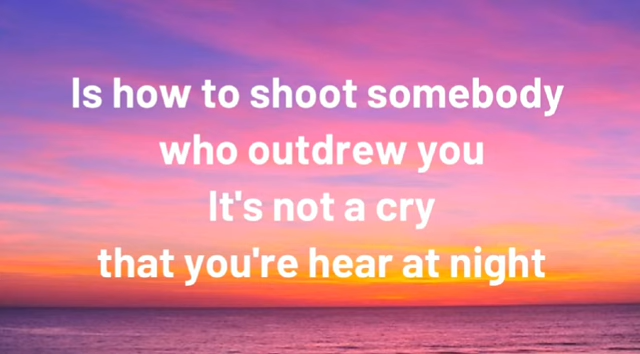 Is how to shoot somebody
who outdrew you
It's not a cry
that you're hear at night